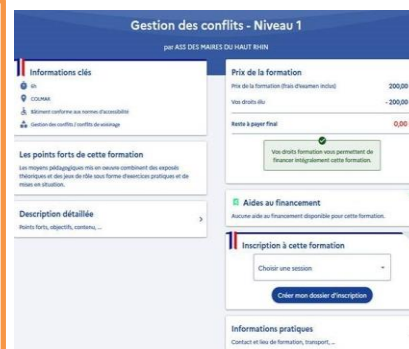 Gestion des conflits - Niveau 1
par ASS DES MAIRES DU HAUT RHIN
Informations clés
6h
COLMAR
Bâtiment conforme aux normes d'accessibilité
Gestion des conflits / conflits de voisinage
Les points forts de cette formation
Les moyens pédagogiques mis en oeuvre combinent des exposés
théoriques et des jeux de rôle sous forme d'exercices pratiques et de
mises en situation.
Description détaillée
Points forts, objectifs, contenu, ...
Prix de la formation
Prix de la formation (frais d'examen inclus) 200,00
Vos droits élu - 200,00
Reste à payer final 0,00
Vos droits formation vous permettent de
financer intégralement cette formation.
Aides au financement
Aucune aide au financement disponible pour cette formation.
Inscription à cette formation
Choisir une session
Créer mon dossier d'inscription
Informations pratiques
Contact et lieu de formation, transport, ...